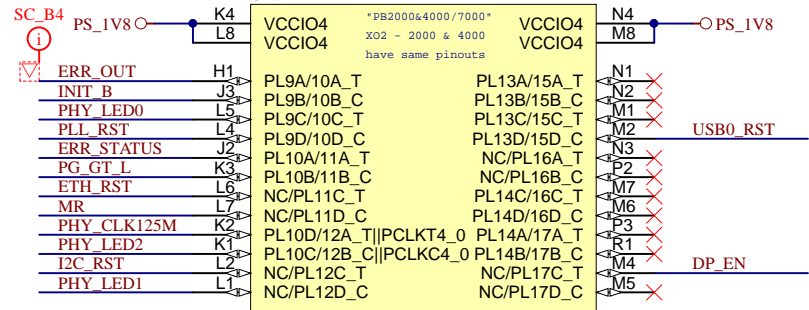 SC_B4 PS_1V8 K4 VCCIO4 "PB2000&4000/7000" VCCIO4 N4 PS_1V8
i L8 VCCIO4 XO2 - 2000 & 4000 VCCIO4 M8
have same pinouts
ERR_OUT H1 PL9A/10A_T PL13A/15A_T N1
INIT_B J3 PL9B/10B_C PL13B/15B_C N2
PHY_LED0 L5 PL9C/10C_T PL13C/15C_T M1
PLL_RST L4 PL9D/10D_C PL13D/15D_C M2 USB0_RST
ERR_STATUS J2 PL10A/11A_T NC/PL16A_T N3
PG_GT_L K3 PL10B/11B_C NC/PL16B_C P2
ETH_RST L6 NC/PL11C_T PL14C/16C_T M7
MR L7 NC/PL11D_C PL14D/16D_C M6
PHY_CLK125M K2 PL10D/12A_T||PCLKT4_0 PL14A/17A_T P3
PHY_LED2 K1 PL10C/12B_C||PCLKC4_0 PL14B/17B_C R1
I2C_RST L2 NC/PL12C_T NC/PL17C_T M4 DP_EN
PHY_LED1 L1 NC/PL12D_C NC/PL17D_C M5